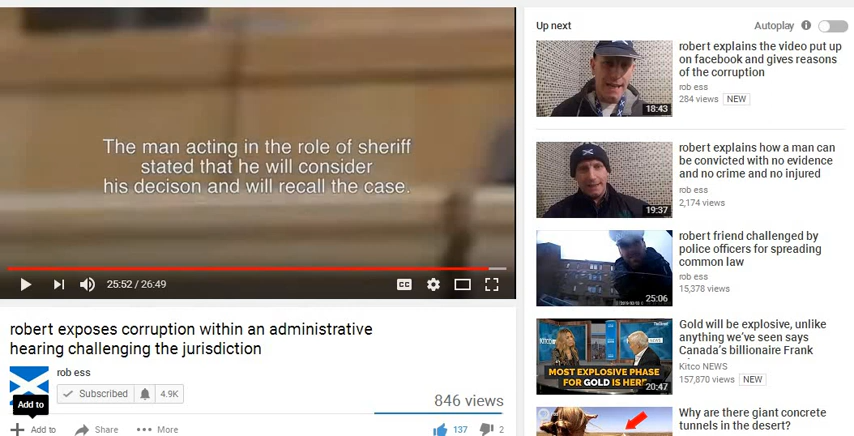 The man acting in the role of sheriff
stated that he will consider
his decison and will recall the case.
25:52 / 26:49
CC
robert exposes corruption within an administrative
hearing challenging the jurisdiction
rob ess
Subscribed
4.9K
Add to
846 views
Add to
Share
More
137
2
Up next
Autoplay
robert explains the video put up
on facebook and gives reasons
of the corruption
rob ess
284 views NEW
18:43
robert explains how a man can
be convicted with no evidence
and no crime and no injured
rob ess
2,174 views
19:37
robert friend challenged by
police officers for spreading
common law
rob ess
15,378 views
25:06
Gold will be explosive, unlike
anything we've seen says
Canada's billionaire Frank
Kitco NEWS
157,870 views NEW
KITCO
MOST EXPLOSIVE PHASE
FOR GOLD IS HERE
20:47
Why are there giant concrete
tunnels in the desert?